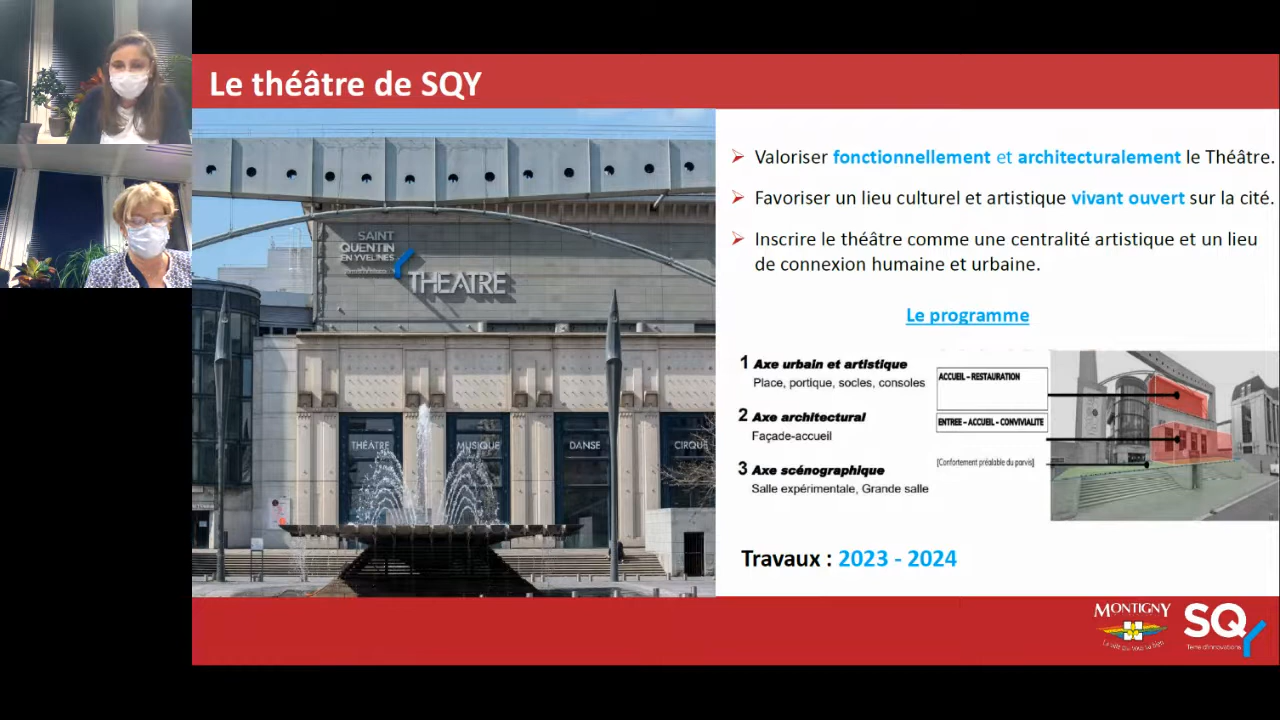 Le théâtre de SQY
SAINT
QUENTIN
EN YVELINES
THEATRE
THÉATRE
MUSIQUE
DANSE
CIRQUE
➢ Valoriser fonctionnellement et architecturalement le Théâtre.
➢ Favoriser un lieu culturel et artistique vivant ouvert sur la cité.
➢ Inscrire le théâtre comme une centralité artistique et un lieu
de connexion humaine et urbaine.
Le programme
1 Axe urbain et artistique
Place, portique, socles, consoles
2 Axe architectural
Façade-accueil
3 Axe scénographique
Salle expérimentale, Grande salle
ACCUEIL - RESTAURATION
ENTREE - ACCUEIL - CONVIVIALITE
[Confortement préalable du parvis]
Travaux : 2023 - 2024
MONTIGNY
SQY
Terre d'innovations